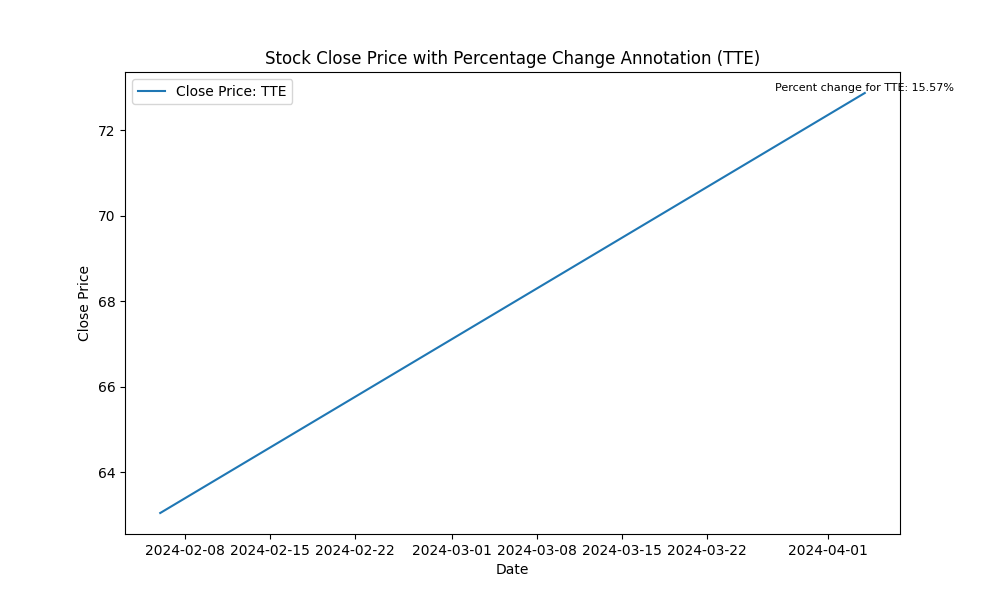 Stock Close Price with Percentage Change Annotation (TTE)
Close Price: TTE
Percent change for TTE: 15.57%
Close Price
72
70
68
66
64
2024-02-08 2024-02-15 2024-02-22 2024-03-01 2024-03-08 2024-03-15 2024-03-22 2024-04-01
Date